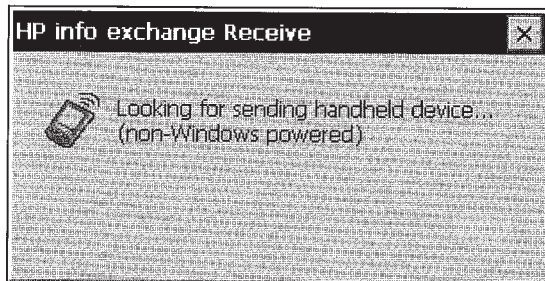 HP info exchange Receive
Looking for sending handheld device...
(non-Windows powered)